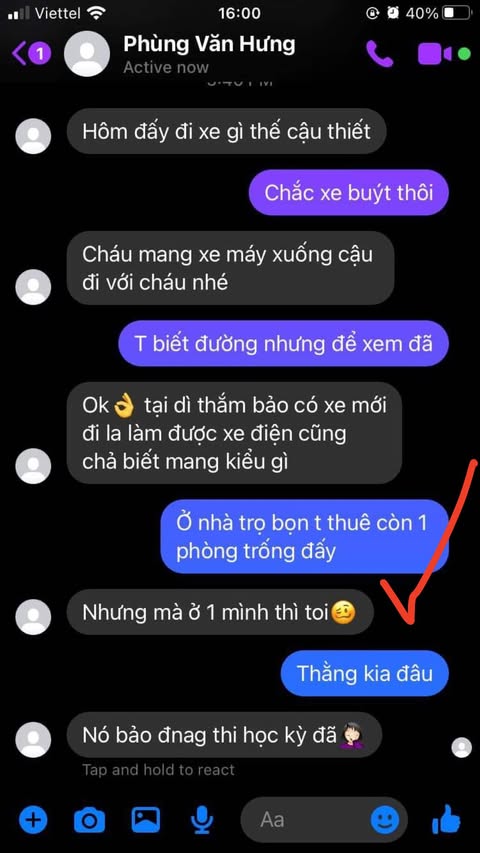 Viettel 16:00 40%
1 Phùng Văn Hưng
Active now
Hôm đấy đi xe gì thế cậu thiết
Chắc xe buýt thôi
Cháu mang xe máy xuống cậu
đi với cháu nhé
T biết đường nhưng để xem đã
Ok👌 tại dì thắm bảo có xe mới
đi la làm được xe điện cũng
chả biết mang kiểu gì
Ở nhà trọ bọn t thuê còn 1
phòng trống đấy
Nhưng mà ở 1 mình thì toi🥴
Thằng kia đâu
Nó bảo đnag thi học kỳ đã🤦🏻‍♀️
Tap and hold to react
Aa